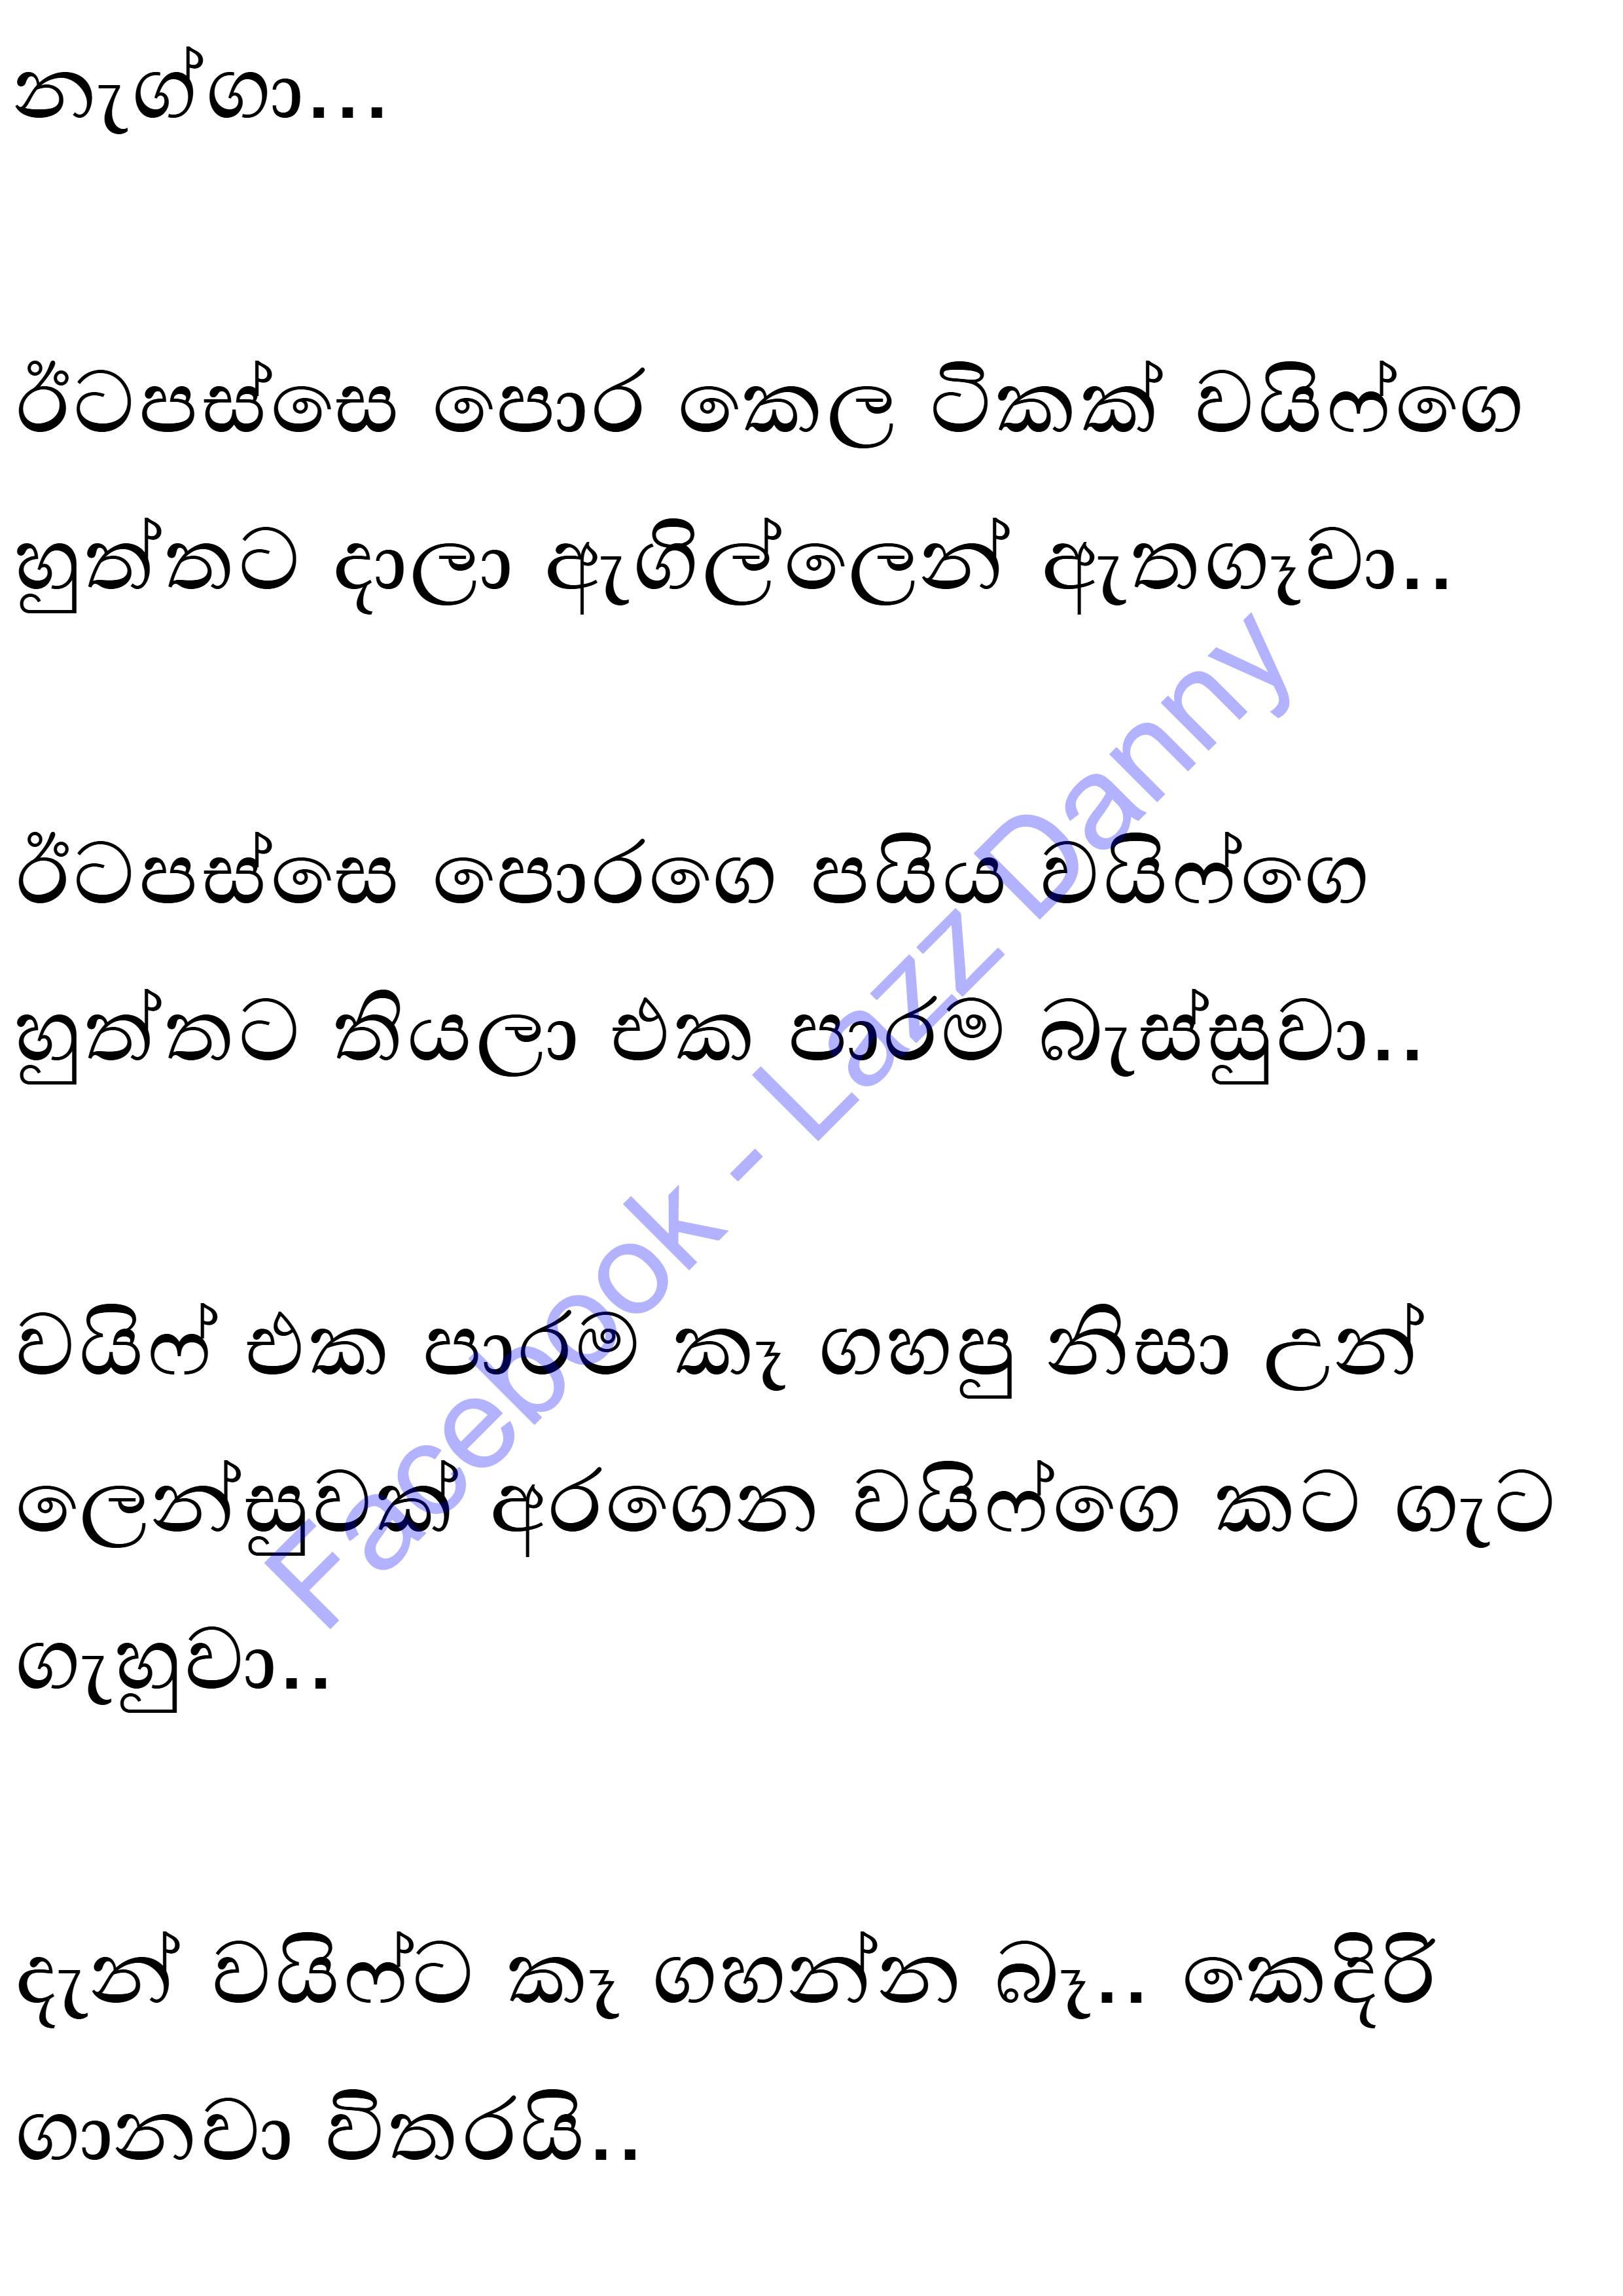 නැග්ගා...
ඊටපස්සෙ පොර කෙල ටිකක් වයිෆ්ගෙ
හුත්තට දාලා ඇගිල්ලෙන් ඇතගෑවා..
ඊටපස්සෙ පොරගෙ පයිය වයිෆ්ගෙ
හුත්තට තියලා එක පාරම බැස්සුවා..
වයිෆ් එක පාරම කෑ ගහපු නිසා උන්
ලෙන්සුවක් අරගෙන වයිෆ්ගෙ කට ගැට
ගැහුවා..
දැන් වයිෆ්ට කෑ ගහන්න බෑ.. කෙදිරි
ගානවා විතරයි..
Facebook - Lazz Danny